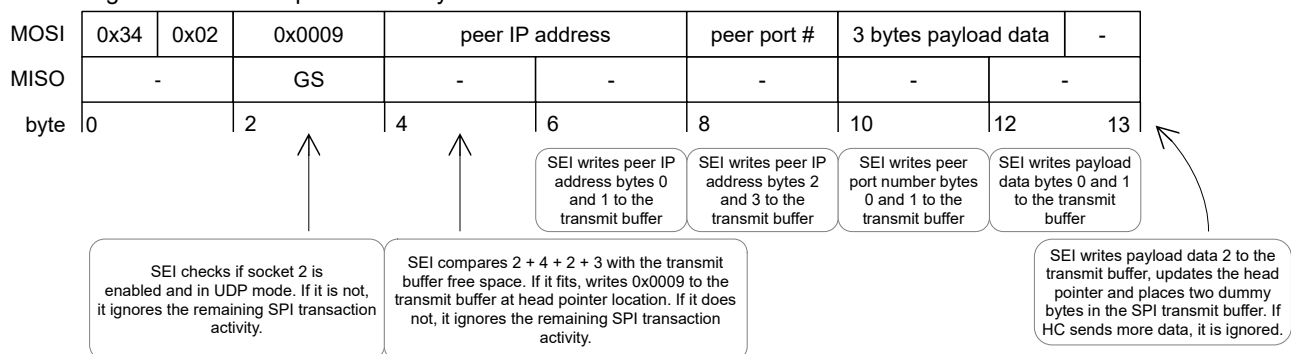 MOSI 0x34 0x02 0x0009 peer IP address peer port # 3 bytes payload data -
MISO - GS - - - - -
byte 0 2 4 6 8 10 12 13
SEI writes peer IP
address bytes 0
and 1 to the
transmit buffer
SEI writes peer IP
address bytes 2
and 3 to the
transmit buffer
SEI writes peer
port number bytes
0 and 1 to the
transmit buffer
SEI writes payload
data bytes 0 and 1
to the transmit
buffer
SEI checks if socket 2 is
enabled and in UDP mode. If it is not,
it ignores the remaining SPI transaction
activity.
SEI compares 2 + 4 + 2 + 3 with the transmit
buffer free space. If it fits, writes 0x0009 to the
transmit buffer at head pointer location. If it does
not, it ignores the remaining SPI transaction
activity.
SEI writes payload data 2 to the
transmit buffer, updates the head
pointer and places two dummy
bytes in the SPI transmit buffer. If
HC sends more data, it is ignored.